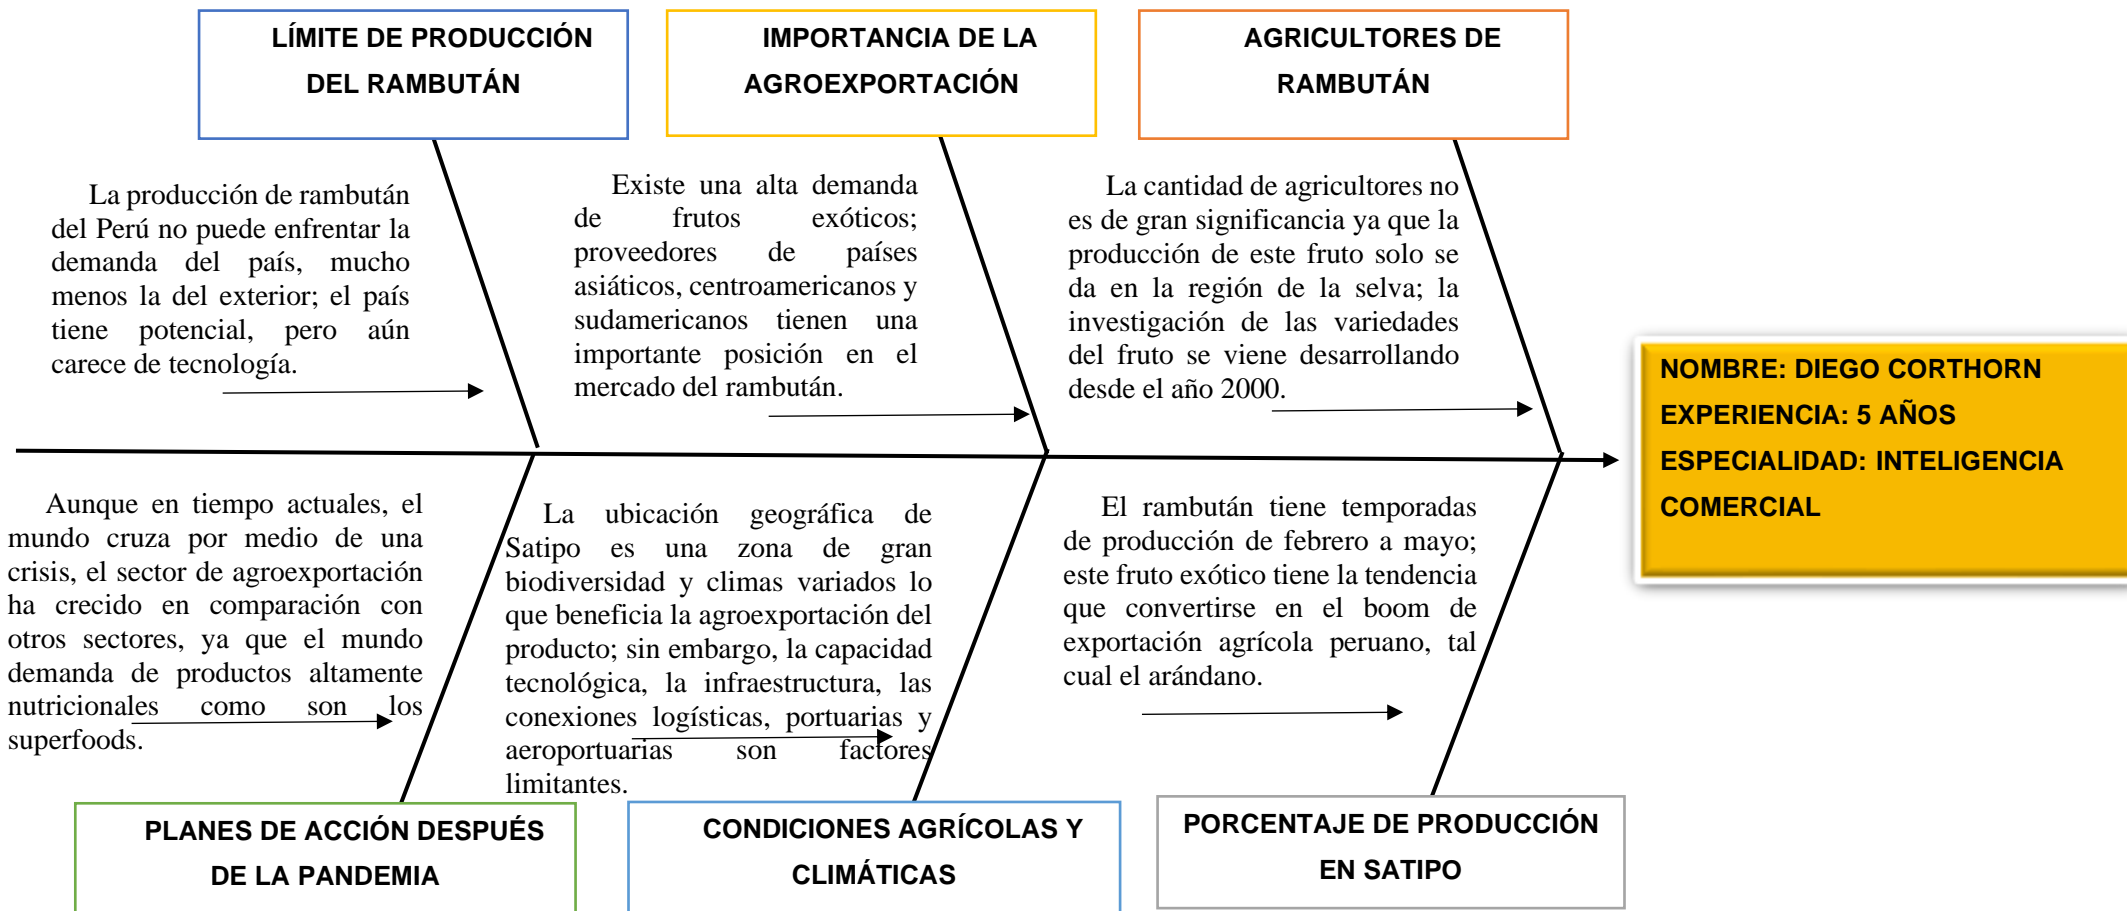 LÍMITE DE PRODUCCIÓN
DEL RAMBUTÁN
IMPORTANCIA DE LA
AGROEXPORTACIÓN
AGRICULTORES DE
RAMBUTÁN
La producción de rambután
del Perú no puede enfrentar la
demanda del país, mucho
menos la del exterior; el país
tiene potencial, pero aún
carece de tecnología.
Existe una alta demanda
de frutos exóticos;
proveedores de países
asiáticos, centroamericanos y
sudamericanos tienen una
importante posición en el
mercado del rambután.
La cantidad de agricultores no
es de gran significancia ya que la
producción de este fruto solo se
da en la región de la selva; la
investigación de las variedades
del fruto se viene desarrollando
desde el año 2000.
NOMBRE: DIEGO CORTHORN
EXPERIENCIA: 5 AÑOS
ESPECIALIDAD: INTELIGENCIA
COMERCIAL
Aunque en tiempo actuales, el
mundo cruza por medio de una
crisis, el sector de agroexportación
ha crecido en comparación con
otros sectores, ya que el mundo
demanda de productos altamente
nutricionales como son los
superfoods.
La ubicación geográfica de
Satipo es una zona de gran
biodiversidad y climas variados lo
que beneficia la agroexportación del
producto; sin embargo, la capacidad
tecnológica, la infraestructura, las
conexiones logísticas, portuarias y
aeroportuarias son factores
limitantes.
El rambután tiene temporadas
de producción de febrero a mayo;
este fruto exótico tiene la tendencia
que convertirse en el boom de
exportación agrícola peruano, tal
cual el arándano.
PLANES DE ACCIÓN DESPUÉS
DE LA PANDEMIA
CONDICIONES AGRÍCOLAS Y
CLIMÁTICAS
PORCENTAJE DE PRODUCCIÓN
EN SATIPO